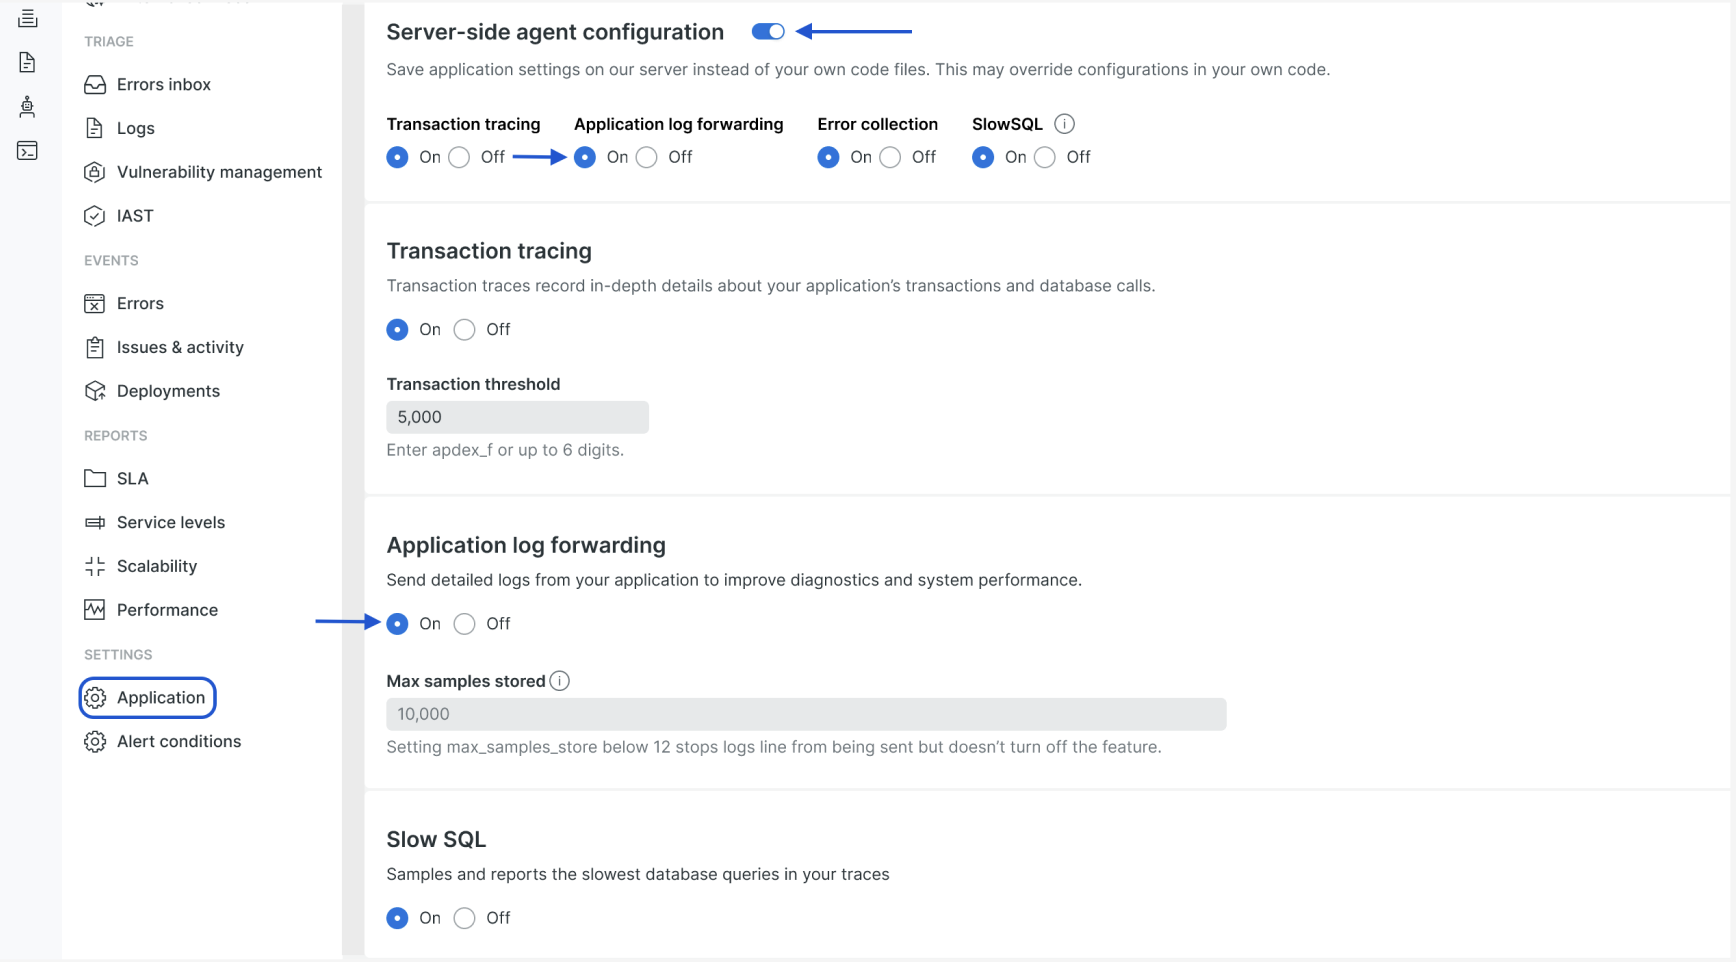 TRIAGE
Errors inbox
Logs
Vulnerability management
IAST
EVENTS
Errors
Issues & activity
Deployments
REPORTS
SLA
Service levels
Scalability
Performance
SETTINGS
Application
Alert conditions
Server-side agent configuration
Save application settings on our server instead of your own code files. This may override configurations in your own code.
Transaction tracing Application log forwarding Error collection SlowSQL
On Off On Off On Off On Off
Transaction tracing
Transaction traces record in-depth details about your application’s transactions and database calls.
On Off
Transaction threshold
5,000
Enter apdex_f or up to 6 digits.
Application log forwarding
Send detailed logs from your application to improve diagnostics and system performance.
On Off
Max samples stored
10,000
Setting max_samples_store below 12 stops logs line from being sent but doesn’t turn off the feature.
Slow SQL
Samples and reports the slowest database queries in your traces
On Off